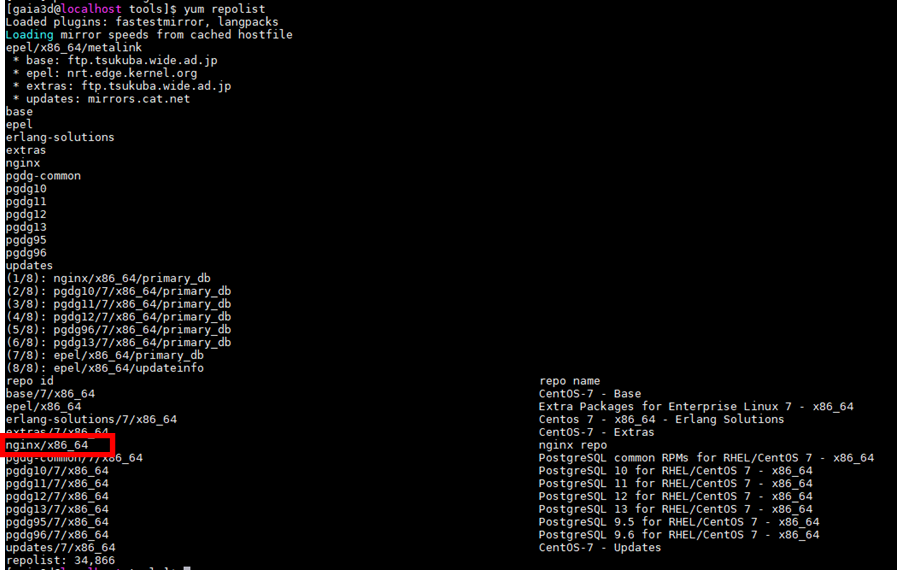 [gaia3d@localhost tools]$ yum repolist
Loaded plugins: fastestmirror, langpacks
Loading mirror speeds from cached hostfile
epel/x86_64/metalink
 * base: ftp.tsukuba.wide.ad.jp
 * epel: nrt.edge.kernel.org
 * extras: ftp.tsukuba.wide.ad.jp
 * updates: mirrors.cat.net
base
epel
erlang-solutions
extras
nginx
pgdg-common
pgdg10
pgdg11
pgdg12
pgdg13
pgdg95
pgdg96
updates
(1/8): nginx/x86_64/primary_db
(2/8): pgdg10/7/x86_64/primary_db
(3/8): pgdg11/7/x86_64/primary_db
(4/8): pgdg12/7/x86_64/primary_db
(5/8): pgdg96/7/x86_64/primary_db
(6/8): pgdg13/7/x86_64/primary_db
(7/8): epel/x86_64/primary_db
(8/8): epel/x86_64/updateinfo
repo id repo name
base/7/x86_64 CentOS-7 - Base
epel/x86_64 Extra Packages for Enterprise Linux 7 - x86_64
erlang-solutions/7/x86_64 Centos 7 - x86_64 - Erlang Solutions
extras/7/x86_64 CentOS-7 - Extras
nginx/x86_64 nginx repo
pgdg-common/7/x86_64 PostgreSQL common RPMs for RHEL/CentOS 7 - x86_64
pgdg10/7/x86_64 PostgreSQL 10 for RHEL/CentOS 7 - x86_64
pgdg11/7/x86_64 PostgreSQL 11 for RHEL/CentOS 7 - x86_64
pgdg12/7/x86_64 PostgreSQL 12 for RHEL/CentOS 7 - x86_64
pgdg13/7/x86_64 PostgreSQL 13 for RHEL/CentOS 7 - x86_64
pgdg95/7/x86_64 PostgreSQL 9.5 for RHEL/CentOS 7 - x86_64
pgdg96/7/x86_64 PostgreSQL 9.6 for RHEL/CentOS 7 - x86_64
updates/7/x86_64 CentOS-7 - Updates
repolist: 34,866